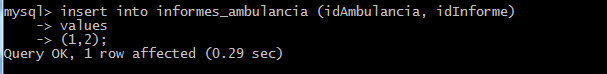 mysql> insert into informes_ambulancia (idAmbulancia, idInforme)
    -> values
    -> (1,2);
Query OK, 1 row affected (0.29 sec)